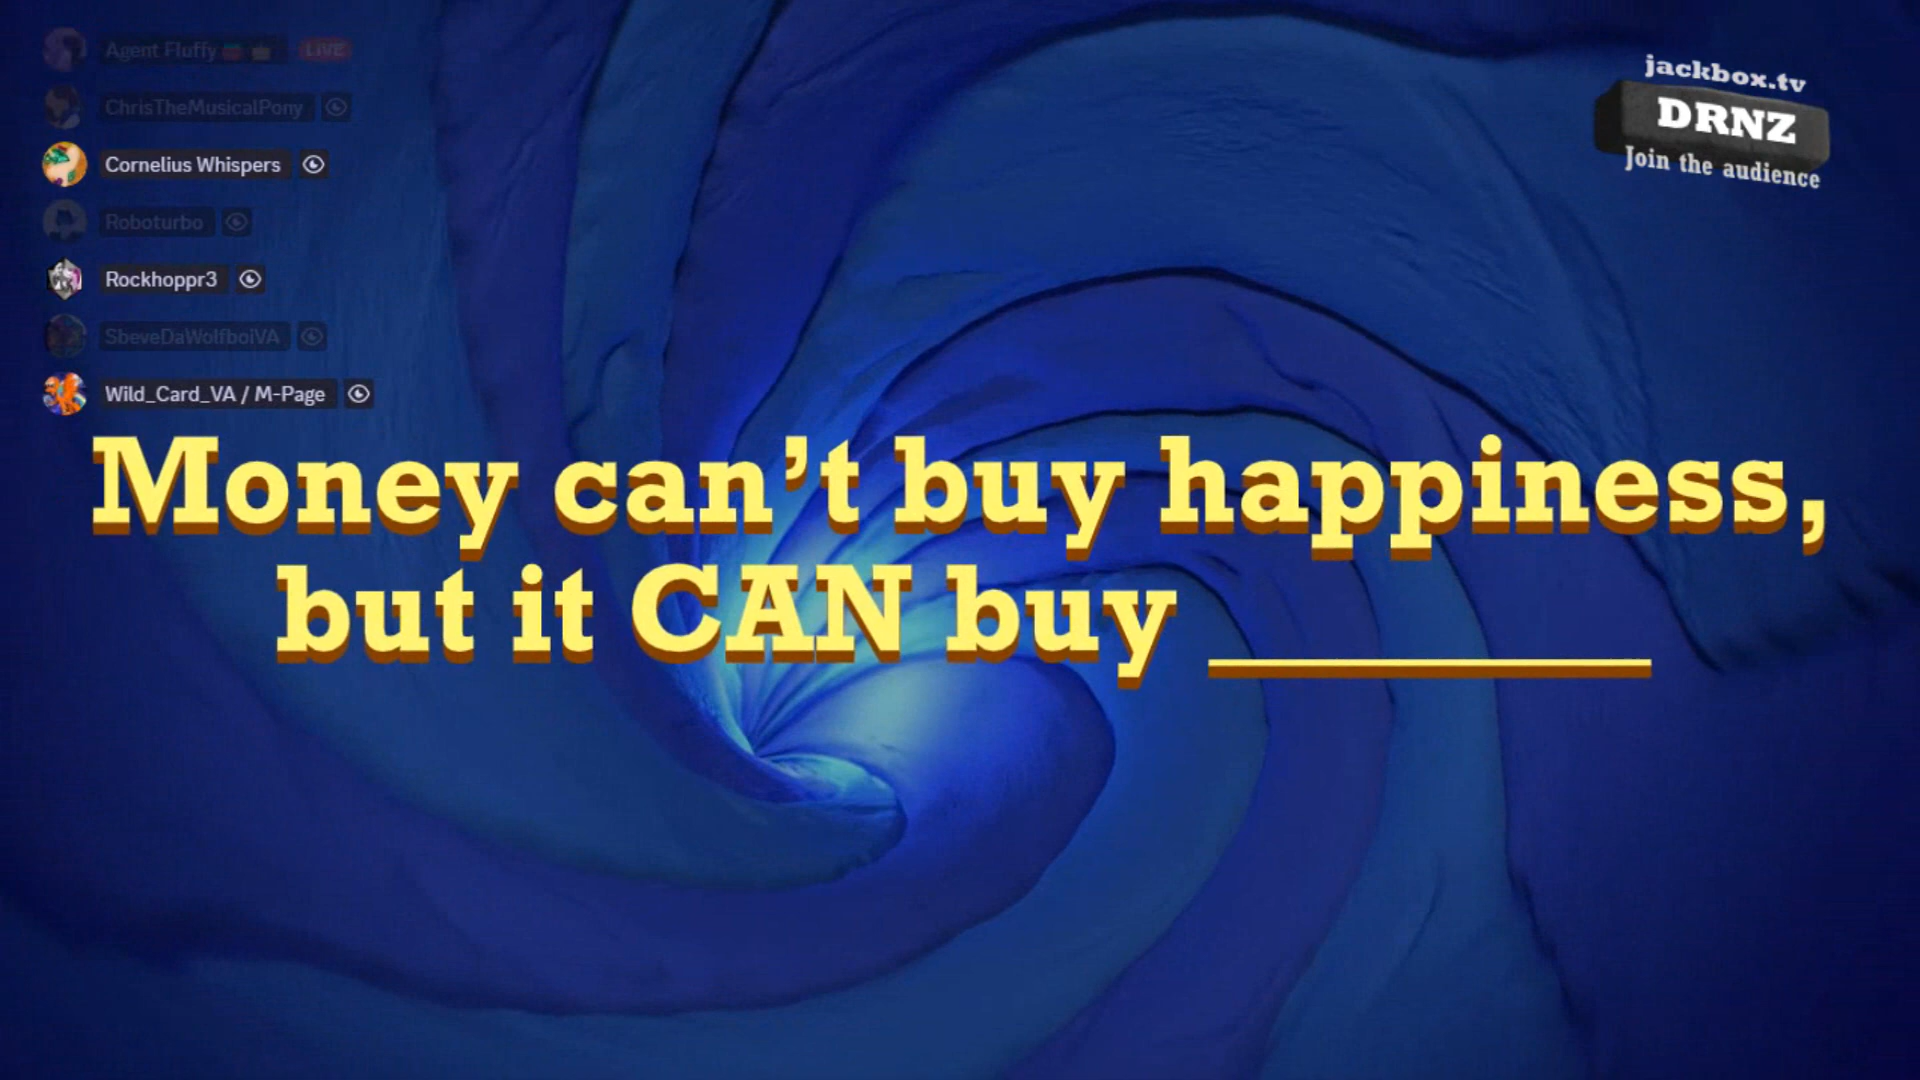 Agent Fluffy LIVE
ChrisTheMusicalPony
Cornelius Whispers
Roboturbo
Rockhoppr3
SbeveDaWolfboiVA
Wild_Card_VA / M-Page
jackbox.tv
DRNZ
Join the audience
Money can’t buy happiness,
but it CAN buy ________